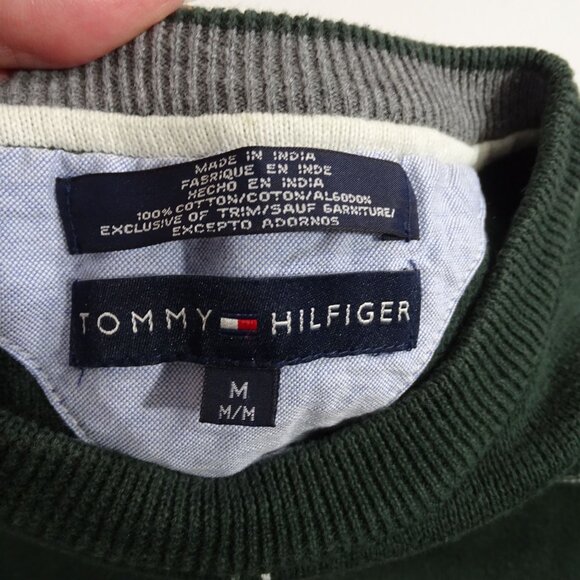 MADE IN INDIA
FABRIQUE EN INDE
HECHO EN INDIA
100% COTTON/COTON/ALGODON
EXCLUSIVE OF TRIM/SAUF GARNITURE/
EXCEPTO ADORNOS
TOMMY HILFIGER
M
M/M